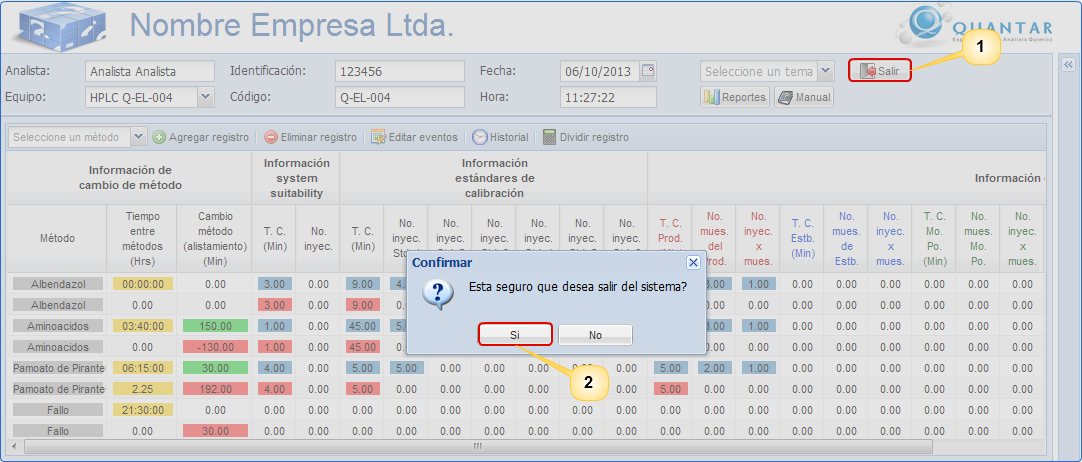 Nombre Empresa Ltda.
QUANTAR
1
Analista: Analista Analista Identificación: 123456 Fecha: 06/10/2013 Seleccione un tema Salir
Equipo: HPLC Q-EL-004 Código: Q-EL-004 Hora: 11:27:22 Reportes Manual
Seleccione un método Agregar registro Eliminar registro Editar eventos Historial Dividir registro
Información de cambio de método
Información system suitability
Información estándares de calibración
Información
Método
Tiempo entre métodos (Hrs)
Cambio método (alistamiento) (Min)
T. C. (Min)
No. inyec.
T. C. (Min)
No. inyec.
No. inyec.
No. inyec.
No. inyec.
No. inyec.
T. C. Prod.
No. mues. del Prod.
No. inyec. x mues.
T. C. Estb. (Min)
No. mues. de Estb.
No. inyec. x mues.
T. C. Mo. Po. (Min)
No. mues. Mo. Po.
No. inyec. x mues.
Albendazol 00:00:00 0.00 3.00 0.00 9.00 1.00 0.00 0.00 0.00 0.00 0.00 0.00
Albendazol 0.00 0.00 3.00 0.00 9.00 0.00 0.00 0.00 0.00 0.00 0.00 0.00
Aminoacidos 03:40:00 150.00 1.00 0.00 45.00 1.00 0.00 0.00 0.00 0.00 0.00 0.00
Aminoacidos 0.00 -130.00 1.00 0.00 45.00 0.00 0.00 0.00 0.00 0.00 0.00 0.00
Pamoato de Pirante 06:15:00 30.00 4.00 0.00 5.00 5.00 0.00 0.00 0.00 0.00 5.00 2.00 1.00 0.00 0.00 0.00 0.00 0.00 0.00
Pamoato de Pirante 2.25 192.00 4.00 0.00 5.00 0.00 0.00 0.00 0.00 0.00 5.00 0.00 0.00 0.00 0.00 0.00 0.00 0.00 0.00
Fallo 21:30:00 0.00 0.00 0.00 0.00 0.00 0.00 0.00 0.00 0.00 0.00 0.00 0.00 0.00 0.00 0.00 0.00 0.00 0.00
Fallo 0.00 30.00 0.00 0.00 0.00 0.00 0.00 0.00 0.00 0.00 0.00 0.00 0.00 0.00 0.00 0.00 0.00 0.00 0.00
Confirmar
Esta seguro que desea salir del sistema?
Si No
2